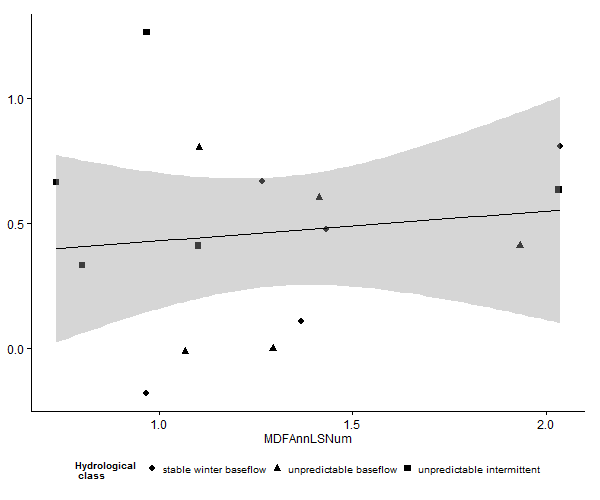 1.0
0.5
0.0
1.0 1.5 2.0
MDFAnnLSNum
Hydrological
class
stable winter baseflow unpredictable baseflow unpredictable intermittent